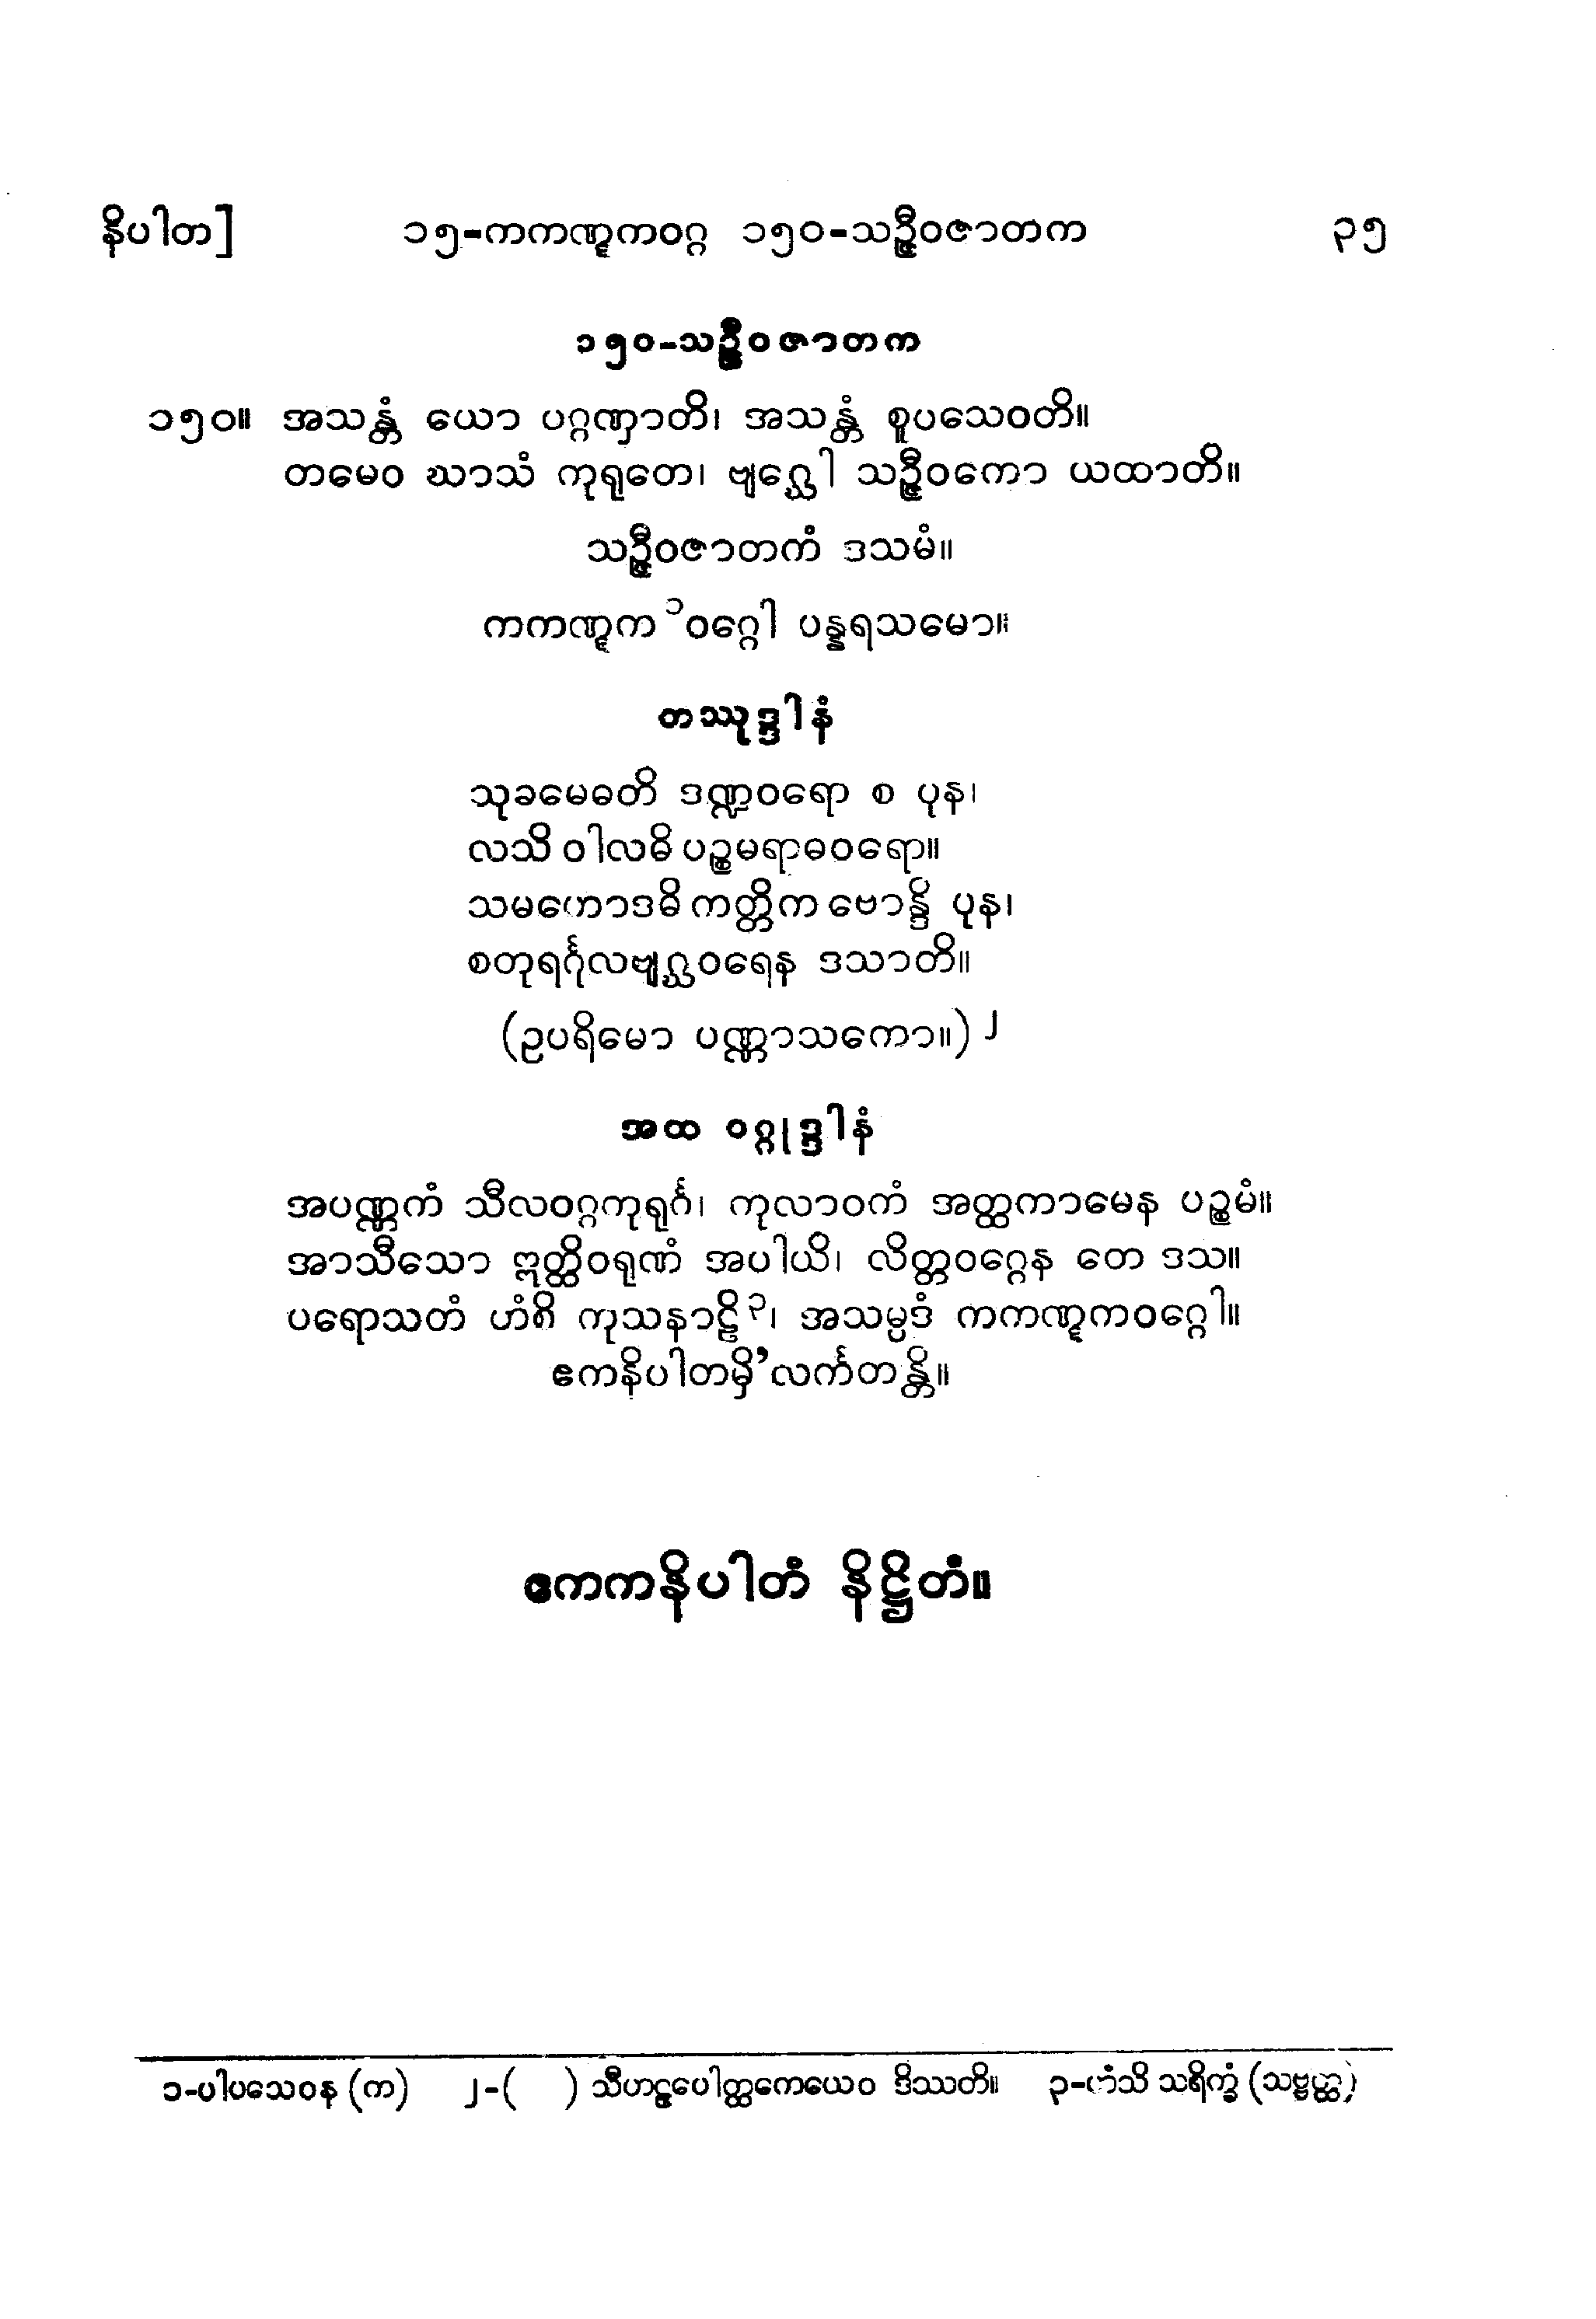 နိပါတ]	၁၅-ကကဏ္ဋကဝဂ္ဂ ၁၅၀-သဉ္ဇီဝဇာတက	၃၅
၁၅၀-သဉ္ဇီဝဇာတက
၁၅၀။ အသန္တံ ယော ပဂ္ဂဏှာတိ၊ အသန္တံ စူပသေဝတိ။
တမေဝ ဃာသံ ကုရုတေ၊ ဗျဂ္ဃေါ သဉ္ဇီဝကော ယထာတိ။
သဉ္ဇီဝဇာတကံ ဒသမံ။
ကကဏ္ဋက ၁ဝဂ္ဂေါ ပန္နရသမော။
တဿုဒ္ဒါနံ
သုခမေဓတိ ဒဏ္ဍဝရော စ ပုန၊
လသိ ဝါလဓိ ပဉ္စမရာဓဝရော။
သမဟောဒဓိ ကတ္တိက ဗောန္ဒိ ပုန၊
စတုရင်္ဂုလဗျဂ္ဃဝရေန ဒသာတိ။
(ဥပရိမော ပဏ္ဏာသကော။) ၂
အထ ဝဂ္ဂုဒ္ဒါနံ
အပဏ္ဏကံ သီလဝဂ္ဂကုရုင်္ဂ၊ ကုလာဝကံ အတ္ထကာမေန ပဉ္စမံ။
အာသီသော ဣတ္ထိဝရုဏံ အပါယိ၊ လိတ္တဝဂ္ဂေန တေ ဒသ။
ပရောသတံ ဟံစိ ကုသနာဠိ၃၊ အသမ္ပဒံ ကကဏ္ဋကဝဂ္ဂေါ။
ဧကနိပါတမှိ’လင်္ကတန္တိ။
ဧကကနိပါတံ နိဋ္ဌိတံ။
၁-ပါပသေဝန (က)	၂-( ) သီဟဠပေါတ္ထကေယေဝ ဒိဿတိ။	၃-ဟံသိ သရိက္ခံ (သဗ္ဗတ္ထ)